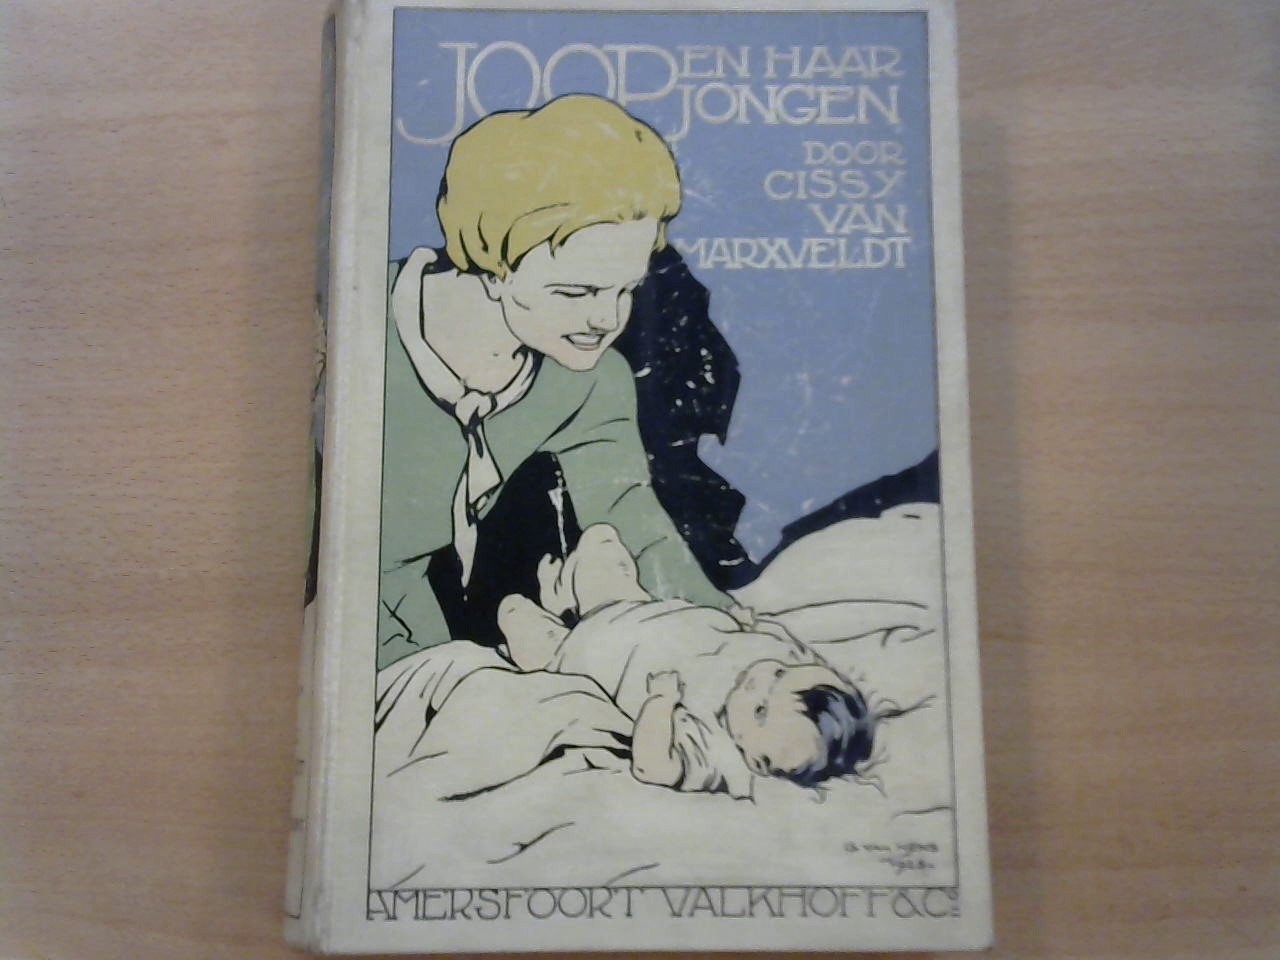 JOOP EN HAAR
JONGEN
DOOR
CISSY
VAN
MARXVELDT
AMERSFOORT VALKHOFF & Co